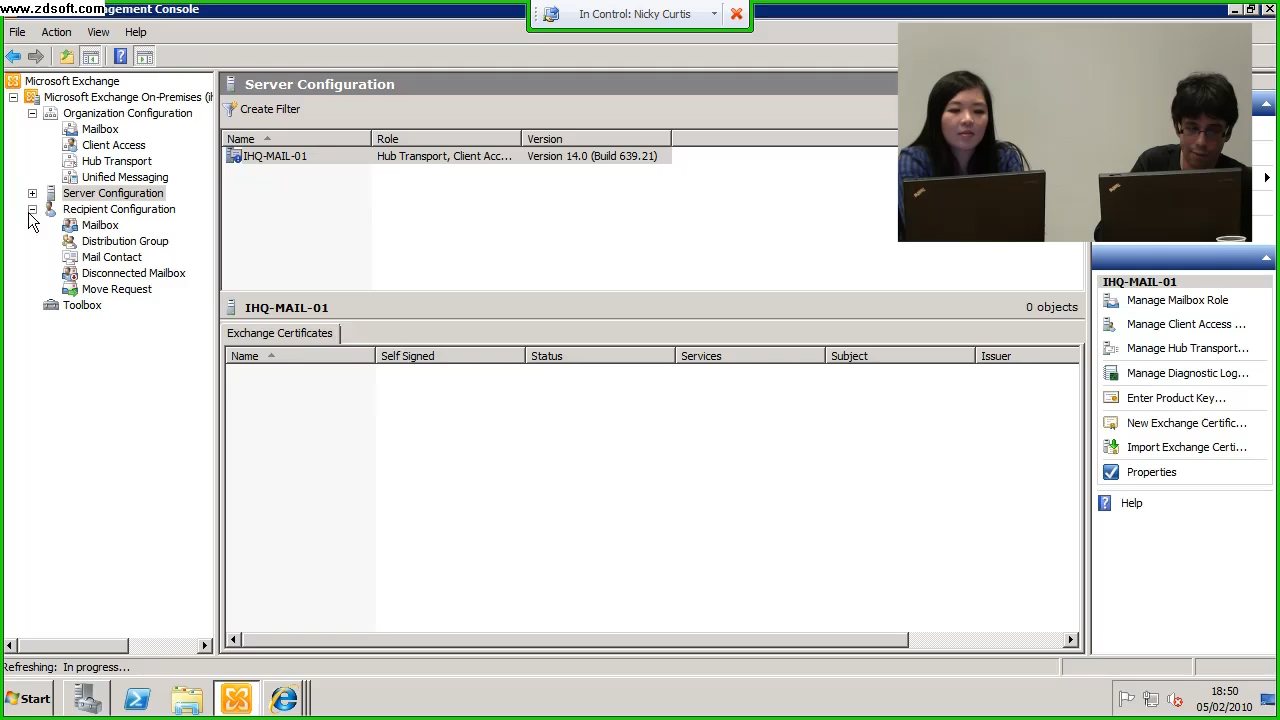 www.zdsoft.com
agement Console
In Control: Nicky Curtis
File Action View Help
Microsoft Exchange
Microsoft Exchange On-Premises (i
Organization Configuration
Mailbox
Client Access
Hub Transport
Unified Messaging
Server Configuration
Recipient Configuration
Mailbox
Distribution Group
Mail Contact
Disconnected Mailbox
Move Request
Toolbox
Server Configuration
Create Filter
Name Role Version
IHQ-MAIL-01 Hub Transport, Client Acc... Version 14.0 (Build 639.21)
IHQ-MAIL-01 0 objects
Exchange Certificates
Name Self Signed Status Services Subject Issuer
IHQ-MAIL-01
Manage Mailbox Role
Manage Client Access ...
Manage Hub Transport...
Manage Diagnostic Log...
Enter Product Key...
New Exchange Certific...
Import Exchange Certi...
Properties
Help
Refreshing: In progress...
Start
18:50
05/02/2010